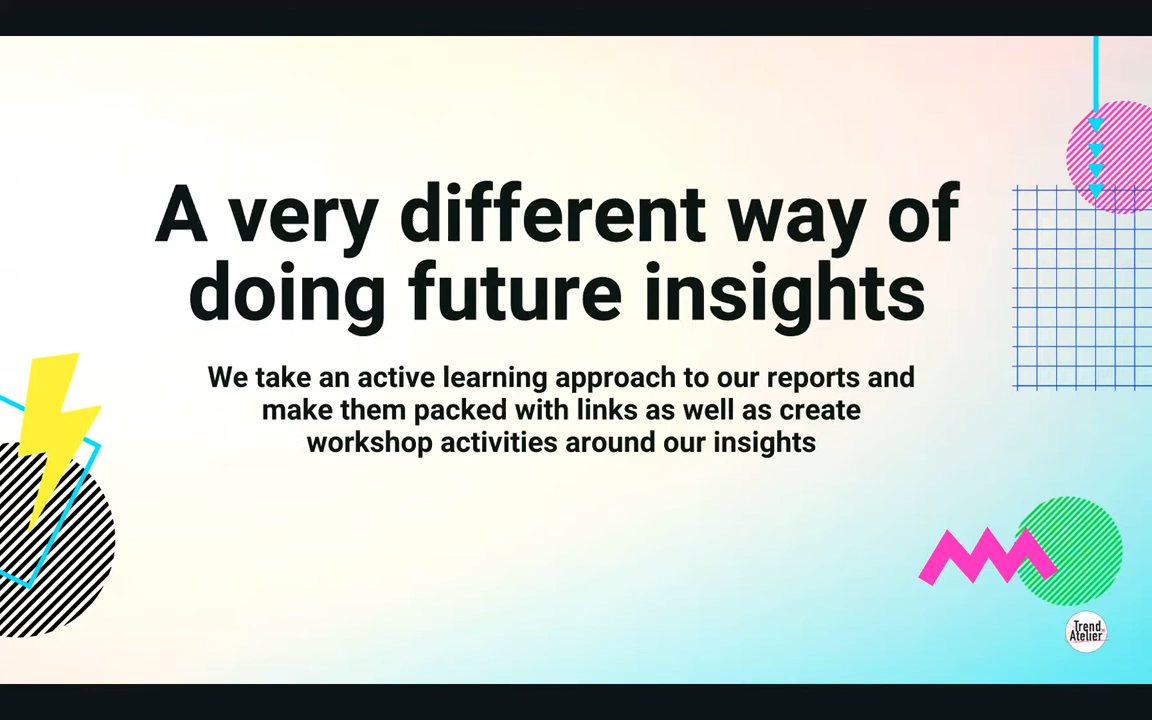 A very different way of
doing future insights
We take an active learning approach to our reports and
make them packed with links as well as create
workshop activities around our insights
Trend
Atelier